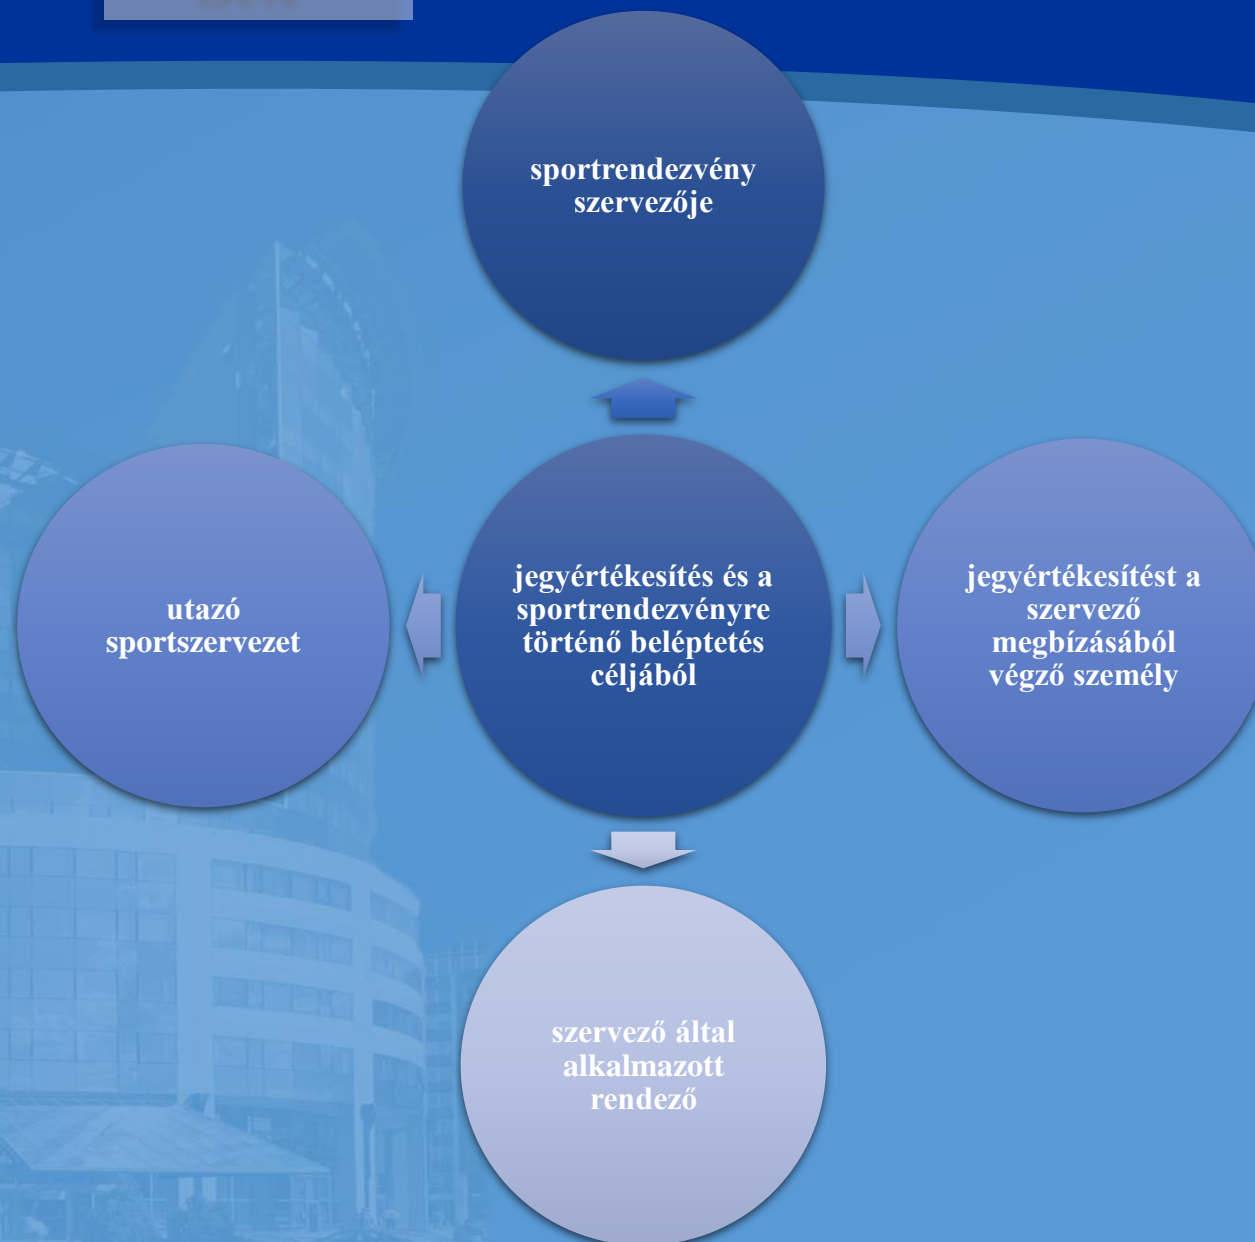 sportrendezvény
szervezője
utazó
sportszervezet
jegyértékesítés és a
sportrendezvényre
történő beléptetés
céljából
jegyértékesítést a
szervező
megbízásából
végző személy
szervező által
alkalmazott
rendező